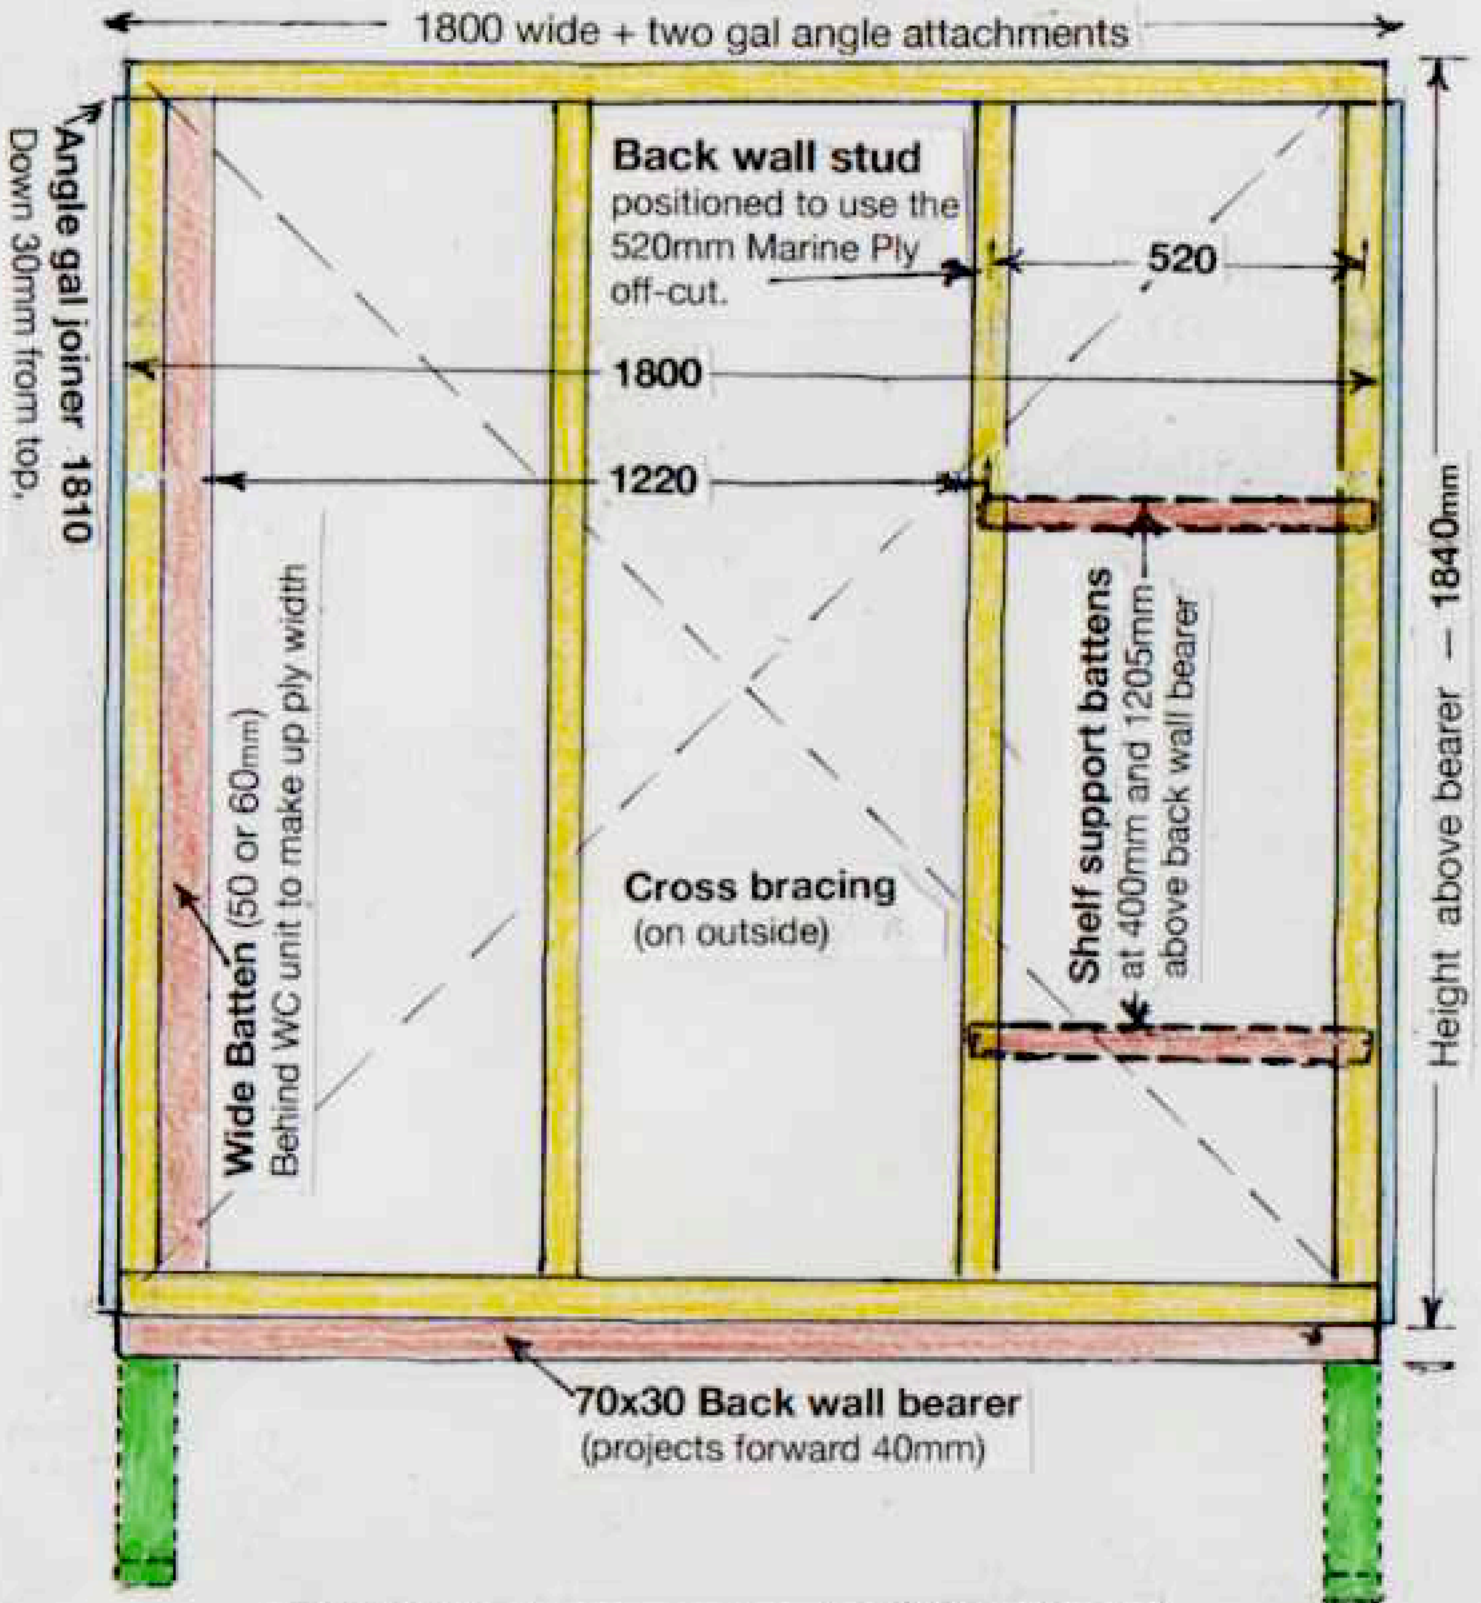 1800 wide + two gal angle attachments
Angle gal joiner 1810
Down 30mm from top,
Back wall stud
positioned to use the
520mm Marine Ply
off-cut.
520
1800
1220
Height above bearer – 1840mm
Wide Batten (50 or 60mm)
Behind WC unit to make up ply width
Shelf support battens
at 400mm and 1205mm
above back wall bearer
Cross bracing
(on outside)
70x30 Back wall bearer
(projects forward 40mm)